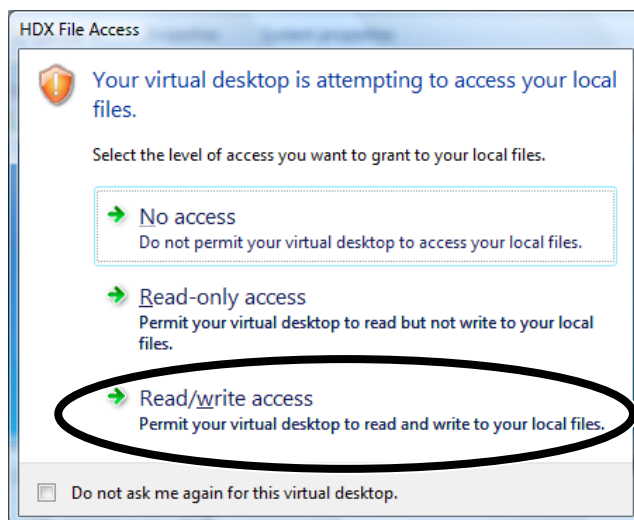 HDX File Access
Your virtual desktop is attempting to access your local
files.
Select the level of access you want to grant to your local files.
No access
Do not permit your virtual desktop to access your local files.
Read-only access
Permit your virtual desktop to read but not write to your local
files.
Read/write access
Permit your virtual desktop to read and write to your local files.
Do not ask me again for this virtual desktop.